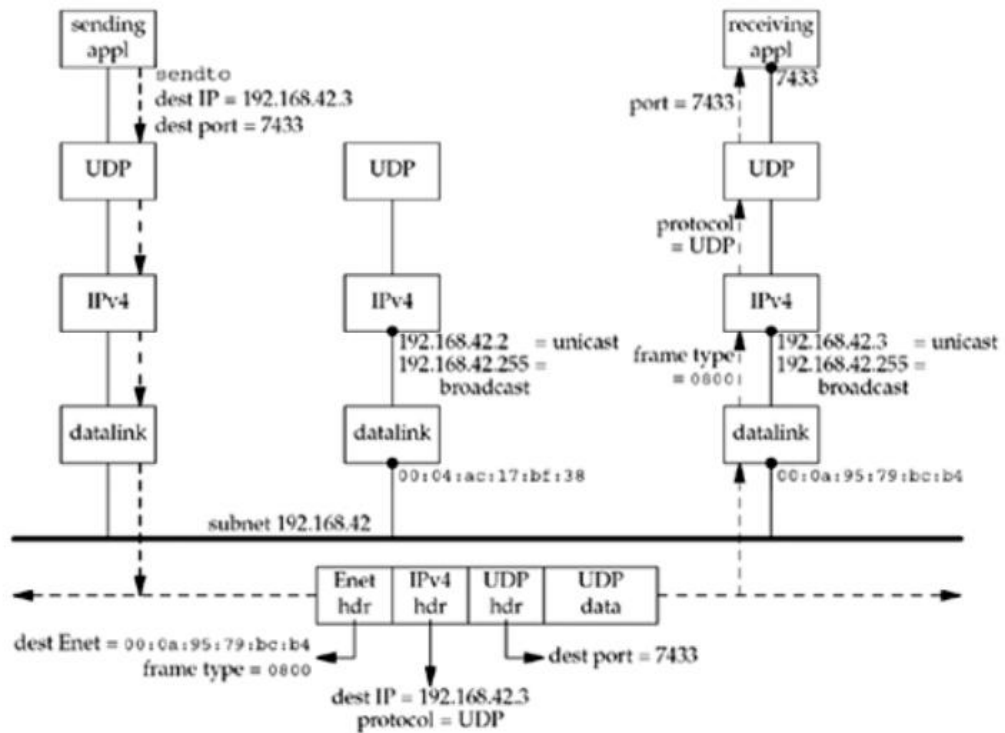 sending
appl
sendto
dest IP = 192.168.42.3
dest port = 7433
receiving
appl
7433
port = 7433
UDP
UDP
UDP
protocol
= UDP
IPv4
IPv4
IPv4
192.168.42.2 = unicast
192.168.42.255 =
broadcast
frame type
= 0800
192.168.42.3 = unicast
192.168.42.255 =
broadcast
datalink
datalink
datalink
00:04:ac:17:bf:38
00:0a:95:79:bc:b4
subnet 192.168.42
Enet
hdr
IPv4
hdr
UDP
hdr
UDP
data
dest Enet = 00:0a:95:79:bc:b4
frame type = 0800
dest port = 7433
dest IP = 192.168.42.3
protocol = UDP